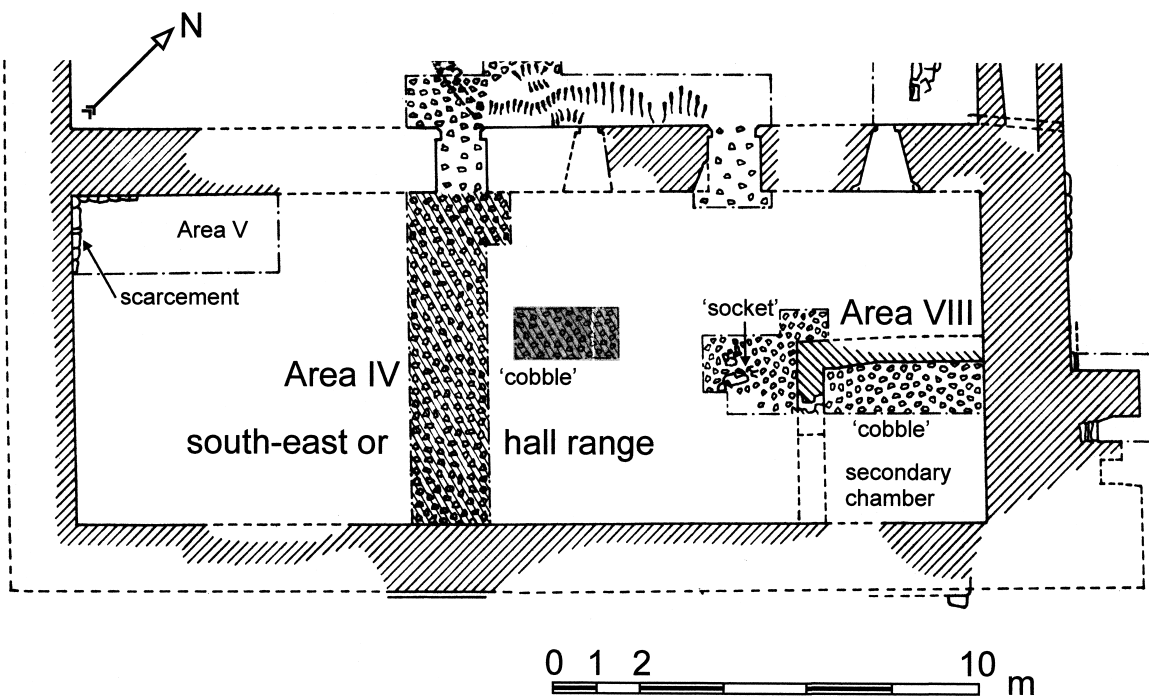 N
Area V
scarcement
'socket'
Area VIII
Area IV
'cobble'
'cobble'
south-east or hall range
secondary
chamber
0 1 2 10 m